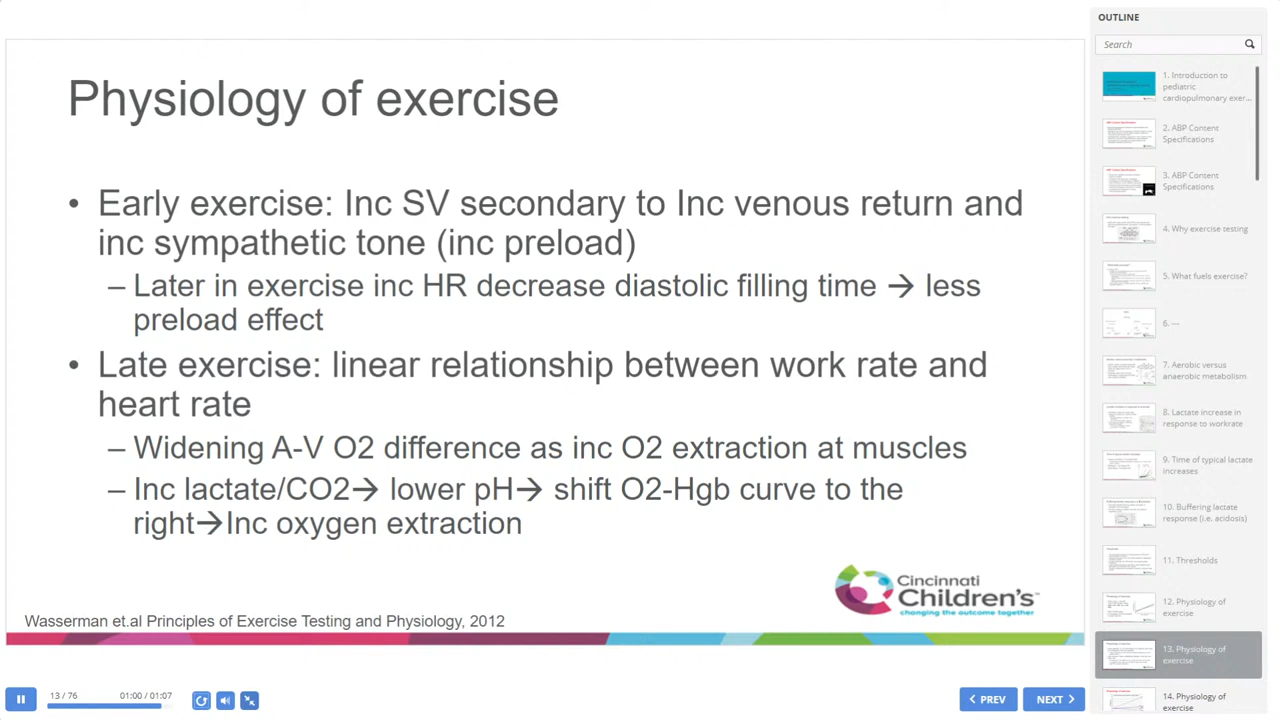 OUTLINE
Search
Physiology of exercise
• Early exercise: Inc SV secondary to Inc venous return and
inc sympathetic tone (inc preload)
– Later in exercise inc HR decrease diastolic filling time → less
preload effect
• Late exercise: linear relationship between work rate and
heart rate
– Widening A-V O2 difference as inc O2 extraction at muscles
– Inc lactate/CO2→ lower pH→ shift O2-Hgb curve to the
right→Inc oxygen extraction
Cincinnati
Children's™
changing the outcome together
Wasserman et.al Principles of Exercise Testing and Physiology, 2012
1. Introduction to
pediatric
cardiopulmonary exer...
2. ABP Content
Specifications
3. ABP Content
Specifications
4. Why exercise testing
5. What fuels exercise?
6. ---
7. Aerobic versus
anaerobic metabolism
8. Lactate increase in
response to workrate
9. Time of typical lactate
increases
10. Buffering lactate
response (i.e. acidos(s)
11. Thresholds
12. Physiology of
exercise
13. Physiology of
exercise
14. Physiology of
exercise
13 / 76
01:00 / 01:07
PREV
NEXT